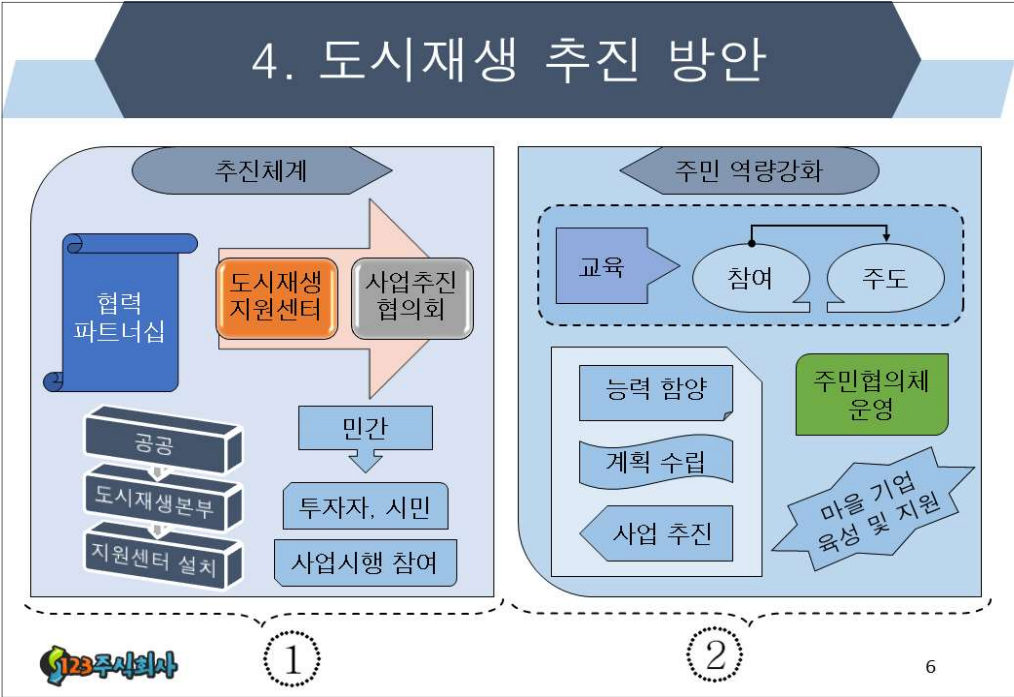 4. 도시재생 추진 방안
추진체계
협력
파트너십
도시재생
지원센터
사업추진
협의회
공공
도시재생본부
지원센터 설치
민간
투자자, 시민
사업시행 참여
주민 역량강화
교육
참여
주도
능력 함양
계획 수립
사업 추진
주민협의체
운영
마을 기업
육성 및 지원
1
2
123주식회사
6